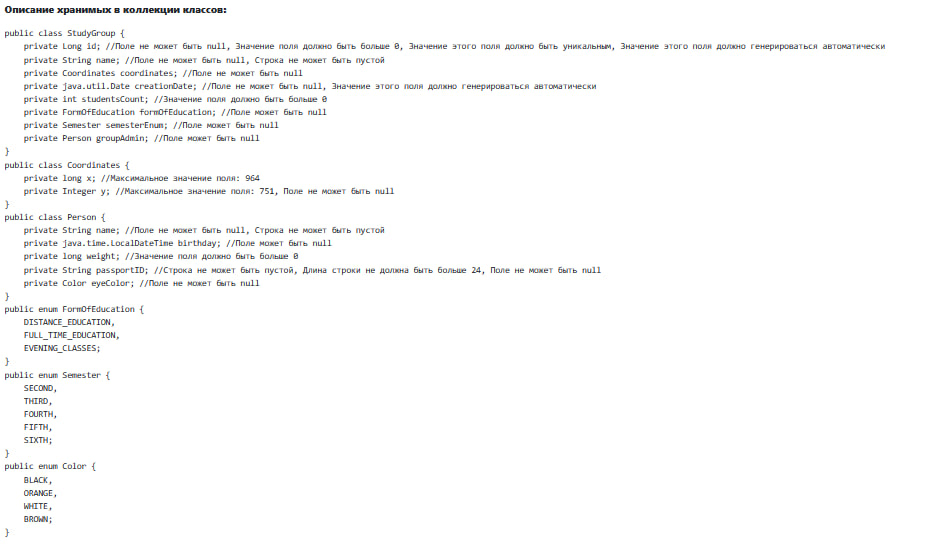 Описание хранимых в коллекции классов:
public class StudyGroup {
    private Long id; //Поле не может быть null, Значение поля должно быть больше 0, Значение этого поля должно быть уникальным, Значение этого поля должно генерироваться автоматически
    private String name; //Поле не может быть null, Строка не может быть пустой
    private Coordinates coordinates; //Поле не может быть null
    private java.util.Date creationDate; //Поле не может быть null, Значение этого поля должно генерироваться автоматически
    private int studentsCount; //Значение поля должно быть больше 0
    private FormOfEducation formOfEducation; //Поле может быть null
    private Semester semesterEnum; //Поле может быть null
    private Person groupAdmin; //Поле может быть null
}
public class Coordinates {
    private long x; //Максимальное значение поля: 964
    private Integer y; //Максимальное значение поля: 751, Поле не может быть null
}
public class Person {
    private String name; //Поле не может быть null, Строка не может быть пустой
    private java.time.LocalDateTime birthday; //Поле может быть null
    private long weight; //Значение поля должно быть больше 0
    private String passportID; //Строка не может быть пустой, Длина строки не должна быть больше 24, Поле не может быть null
    private Color eyeColor; //Поле не может быть null
}
public enum FormOfEducation {
    DISTANCE_EDUCATION,
    FULL_TIME_EDUCATION,
    EVENING_CLASSES;
}
public enum Semester {
    SECOND,
    THIRD,
    FOURTH,
    FIFTH,
    SIXTH;
}
public enum Color {
    BLACK,
    ORANGE,
    WHITE,
    BROWN;
}